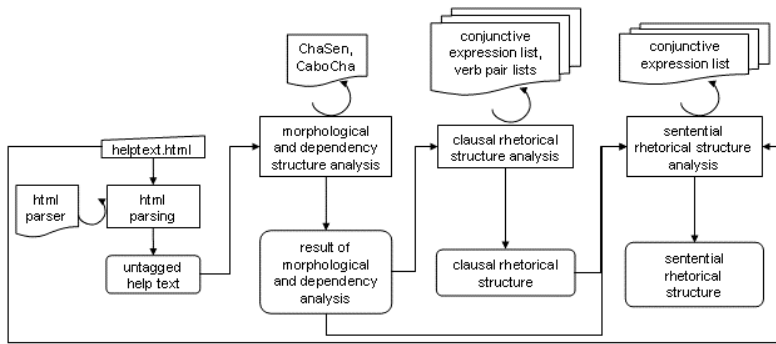 helptext.html
html
parser
html
parsing
untagged
help text
ChaSen,
CaboCha
morphological
and dependency
structure analysis
result of
morphological
and dependency
analysis
conjunctive
expression list,
verb pair lists
clausal rhetorical
structure analysis
clausal rhetorical
structure
conjunctive
expression list
sentential
rhetorical structure
analysis
sentential
rhetorical
structure